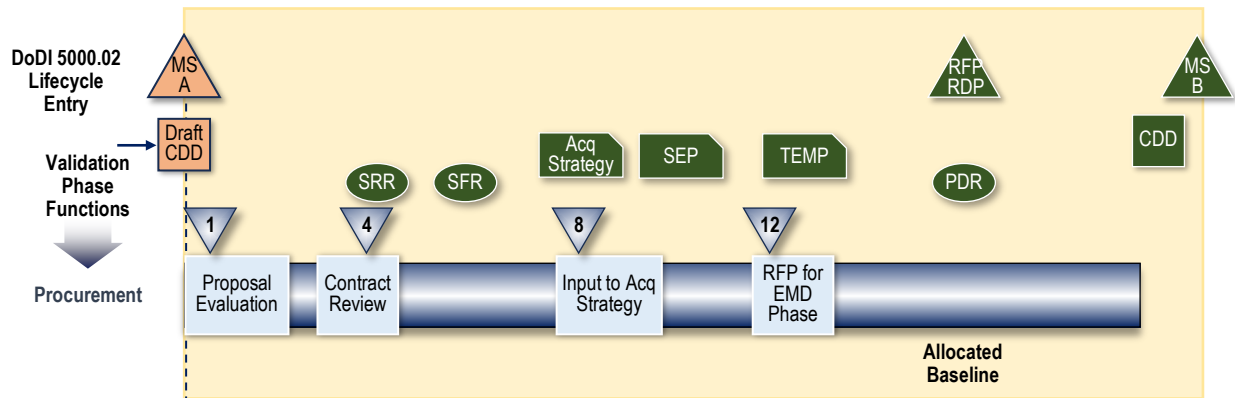 DoDI 5000.02
Lifecycle
Entry
MS
A
RFP
RDP
MS
B
Draft
CDD
Acq
Strategy
SEP
TEMP
CDD
Validation
Phase
Functions
SRR
SFR
PDR
1
4
8
12
Procurement
Proposal
Evaluation
Contract
Review
Input to Acq
Strategy
RFP for
EMD
Phase
Allocated
Baseline